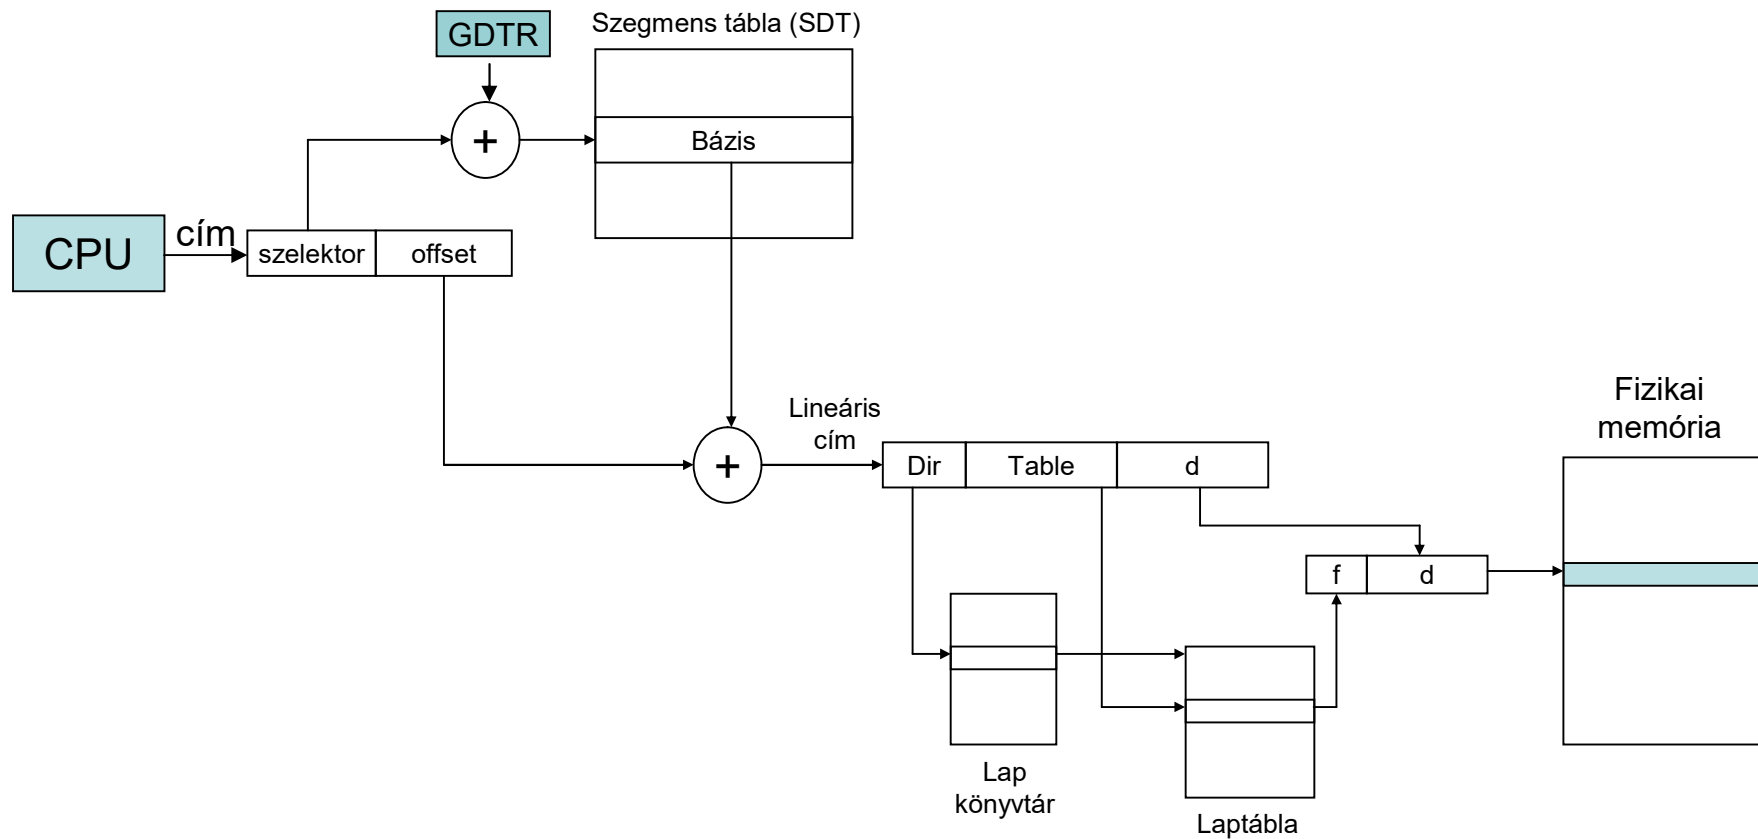 Szegmens tábla (SDT)
GDTR
+
Bázis
CPU
cím
szelektor
offset
Fizikai
memória
Lineáris
cím
+
Dir
Table
d
f
d
Lap
könyvtár
Laptábla